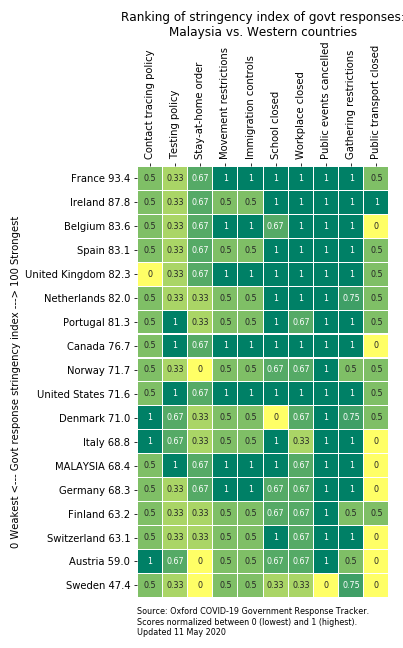 Ranking of stringency index of govt responses:
Malaysia vs. Western countries
Contact tracing policy
Testing policy
Stay-at-home order
Movement restrictions
Immigration controls
School closed
Workplace closed
Public events cancelled
Gathering restrictions
Public transport closed
0 Weakest <--- Govt response stringency index ---> 100 Strongest
France 93.4 0.5 0.33 0.67 1 1 1 1 1 1 0.5
Ireland 87.8 0.5 0.33 0.67 0.5 0.5 1 1 1 1 1
Belgium 83.6 0.5 0.33 0.67 1 1 0.67 1 1 1 0
Spain 83.1 0.5 0.33 0.67 0.5 0.5 1 1 1 1 0.5
United Kingdom 82.3 0 0.33 0.67 1 1 1 1 1 1 0.5
Netherlands 82.0 0.5 0.33 0.33 0.5 0.5 1 1 1 0.75 0.5
Portugal 81.3 0.5 1 0.33 0.5 0.5 1 0.67 1 1 0.5
Canada 76.7 0.5 1 0.67 1 1 1 1 1 1 0
Norway 71.7 0.5 0.33 0 0.5 0.5 0.67 0.67 1 0.5 0.5
United States 71.6 0.5 1 0.67 1 1 1 1 1 1 0.5
Denmark 71.0 1 0.67 0.33 0.5 0.5 0 0.67 1 0.75 0.5
Italy 68.8 1 0.67 0.33 0.5 0.5 1 0.33 1 1 0
MALAYSIA 68.4 0.5 1 0.67 1 1 1 0.67 1 1 0
Germany 68.3 0.5 0.33 0.67 1 1 0.67 0.67 1 1 0
Finland 63.2 0.5 0.33 0.33 0.5 0.5 0.67 0.67 1 0.5 0.5
Switzerland 63.1 0.5 0.33 0.33 0.5 0.5 1 0.67 1 1 0
Austria 59.0 1 0.67 0 0.5 0.5 0.67 0.67 1 0.5 0
Sweden 47.4 0.5 0.33 0 0.5 0.5 0.33 0.33 0 0.75 0
Source: Oxford COVID-19 Government Response Tracker.
Scores normalized between 0 (lowest) and 1 (highest).
Updated 11 May 2020